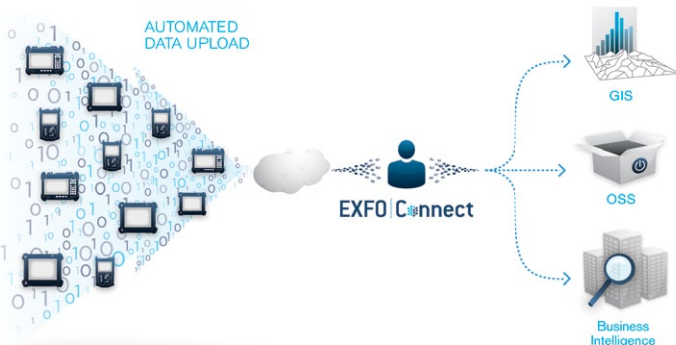 AUTOMATED
DATA UPLOAD
EXFO|Connect
GIS
OSS
Business
Intelligence